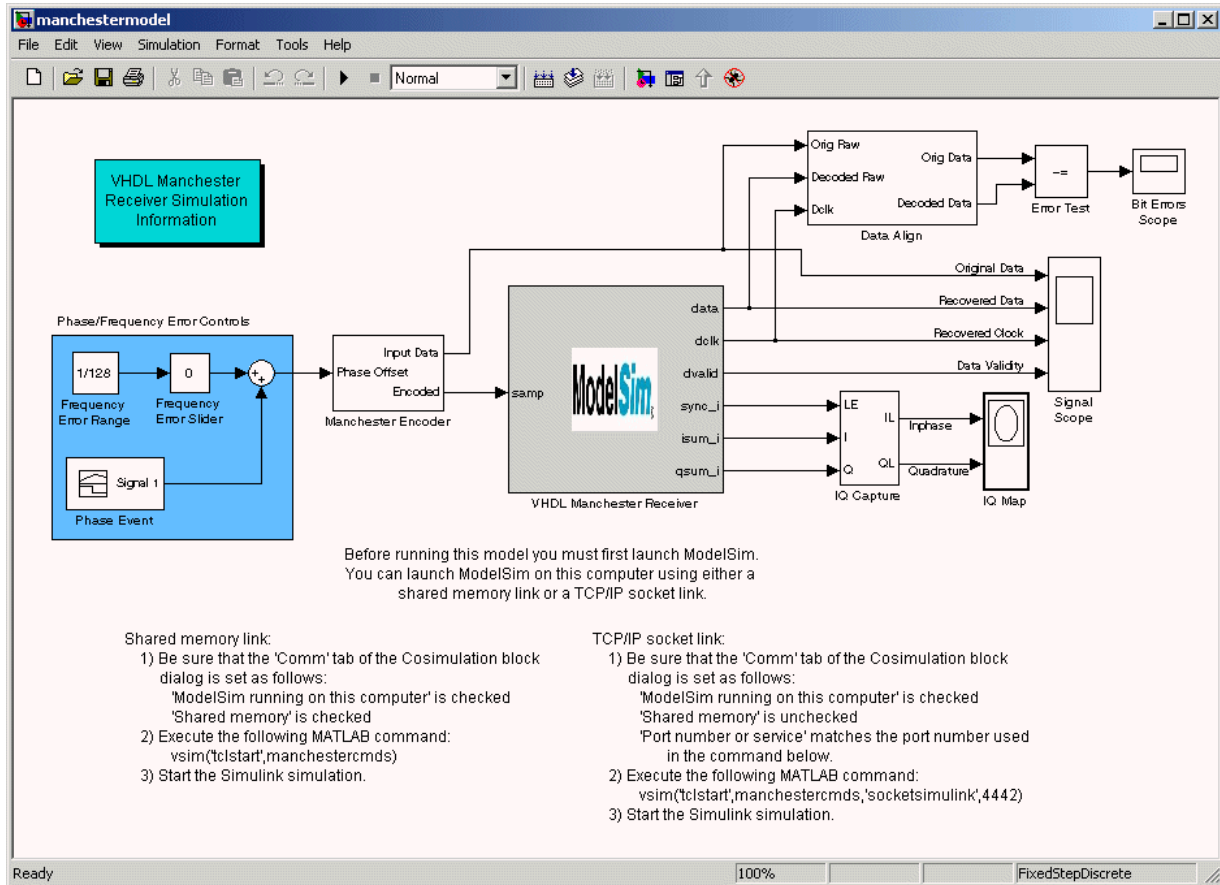 manchestermodel
File Edit View Simulation Format Tools Help
Normal
VHDL Manchester
Receiver Simulation
Information
Orig Raw
Decoded Raw
Dclk
Orig Data
Decoded Data
Data Align
~=
Error Test
Bit Errors
Scope
Original Data
Recovered Data
Recovered Clock
Data Validity
Signal
Scope
Phase/Frequency Error Controls
1/128
Frequency
Error Range
0
Frequency
Error Slider
+
+
Signal 1
Phase Event
Input Data
Phase Offset
Encoded
Manchester Encoder
samp
ModelSim
data
dclk
dvalid
sync_i
isum_i
qsum_i
VHDL Manchester Receiver
LE
I
Q
IL
QL
IQ Capture
Inphase
Quadrature
IQ Map
Before running this model you must first launch ModelSim.
You can launch ModelSim on this computer using either a
shared memory link or a TCP/IP socket link.
Shared memory link:
1) Be sure that the 'Comm' tab of the Cosimulation block
dialog is set as follows:
'ModelSim running on this computer' is checked
'Shared memory' is checked
2) Execute the following MATLAB command:
vsim('tclstart',manchestercmds)
3) Start the Simulink simulation.
TCP/IP socket link:
1) Be sure that the 'Comm' tab of the Cosimulation block
dialog is set as follows:
'ModelSim running on this computer' is checked
'Shared memory' is unchecked
'Port number or service' matches the port number used
in the command below.
2) Execute the following MATLAB command:
vsim('tclstart',manchestercmds,'socketsimulink',4442)
3) Start the Simulink simulation.
Ready
100%
FixedStepDiscrete